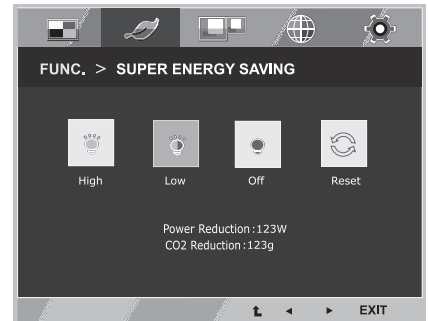 FUNC. > SUPER ENERGY SAVING
High Low Off Reset
Power Reduction :123W
CO2 Reduction :123g
EXIT